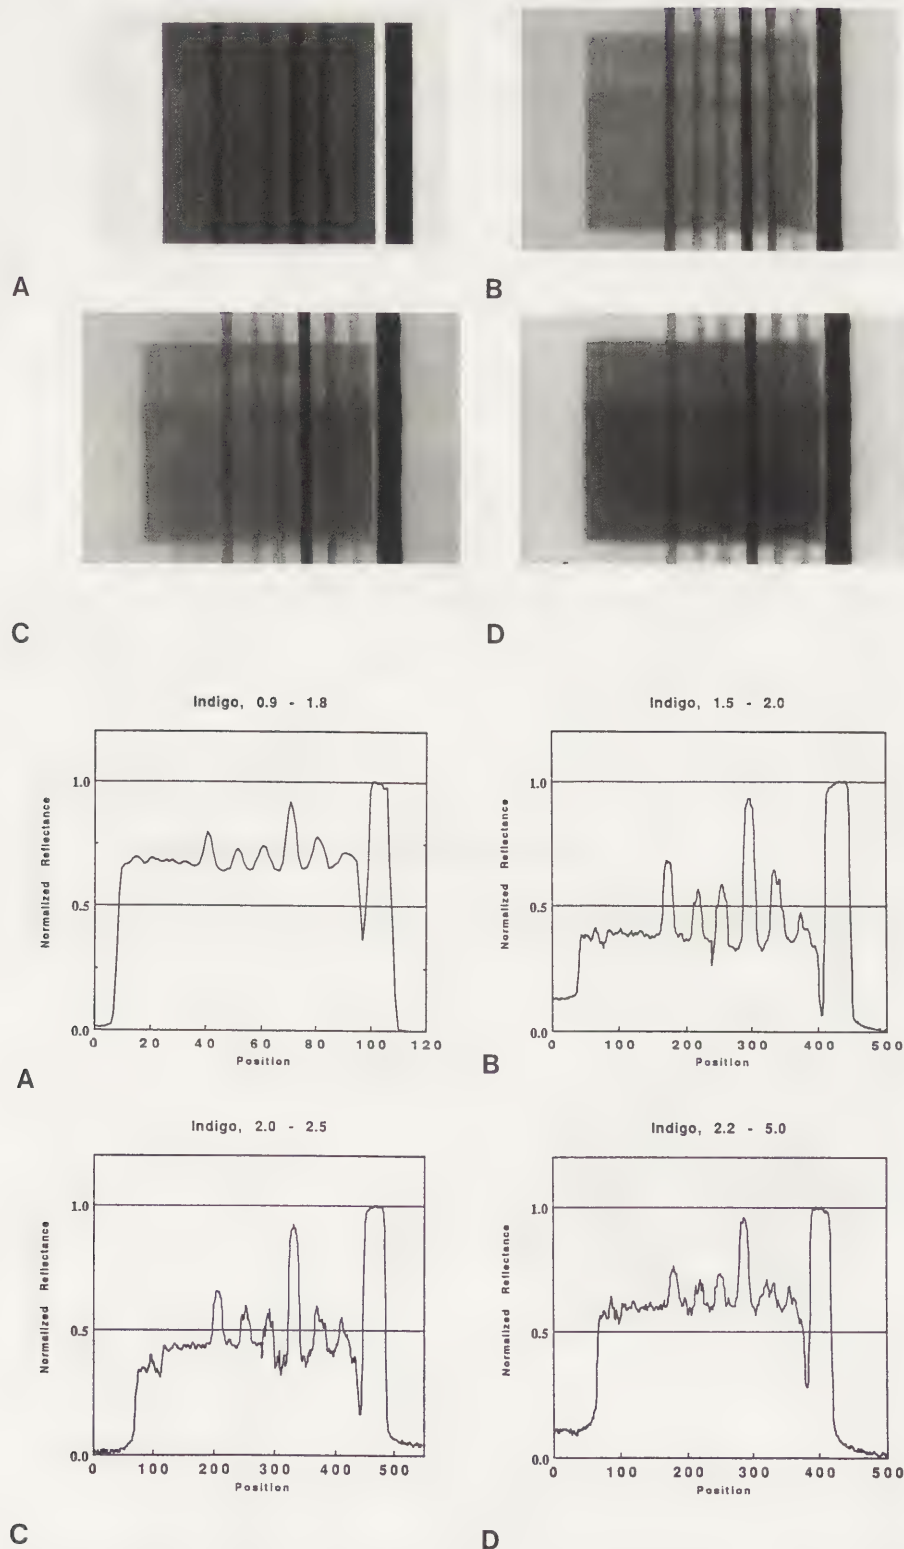 A
B
C
D
Indigo, 0.9 - 1.8
Normalized Reflectance
1.0
0.5
0.0
0 20 40 60 80 100 120
Position
A
Indigo, 1.5 - 2.0
Normalized Reflectance
1.0
0.5
0.0
0 100 200 300 400 500
Position
B
Indigo, 2.0 - 2.5
Normalized Reflectance
1.0
0.5
0.0
0 100 200 300 400 500
Position
C
Indigo, 2.2 - 5.0
Normalized Reflectance
1.0
0.5
0.0
0 100 200 300 400 500
Position
D